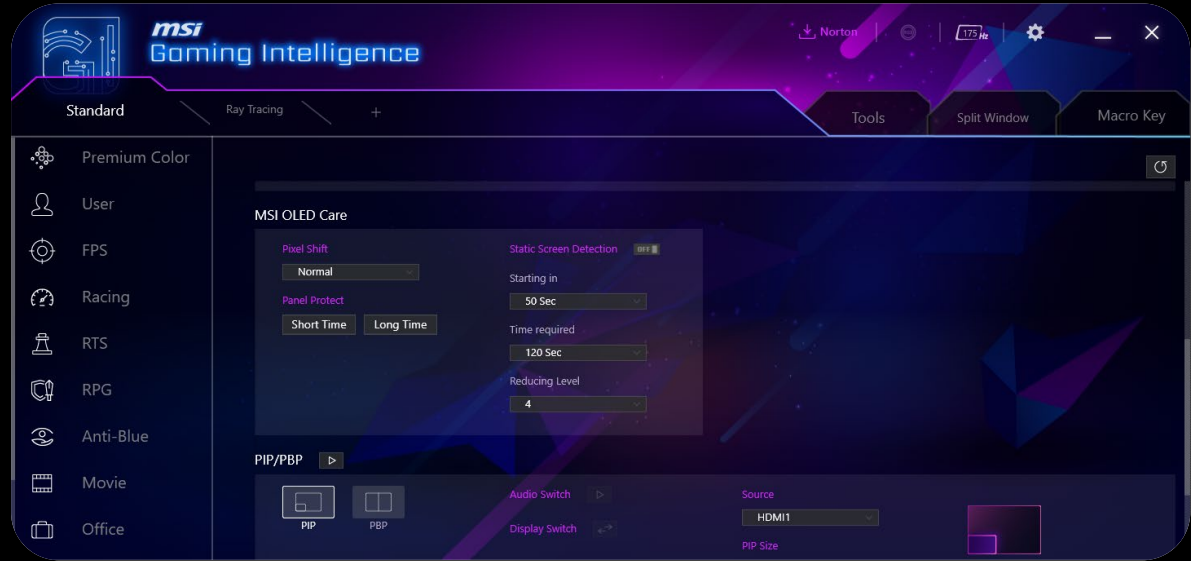 msi
Gaming Intelligence
Norton
175 Hz
Standard
Ray Tracing
+
Tools
Split Window
Macro Key
Premium Color
User
FPS
Racing
RTS
RPG
Anti-Blue
Movie
Office
MSI OLED Care
Pixel Shift
Normal
Panel Protect
Short Time Long Time
Static Screen Detection OFF
Starting in
50 Sec
Time required
120 Sec
Reducing Level
4
PIP/PBP
PIP PBP
Audio Switch
Display Switch
Source
HDMI1
PIP Size